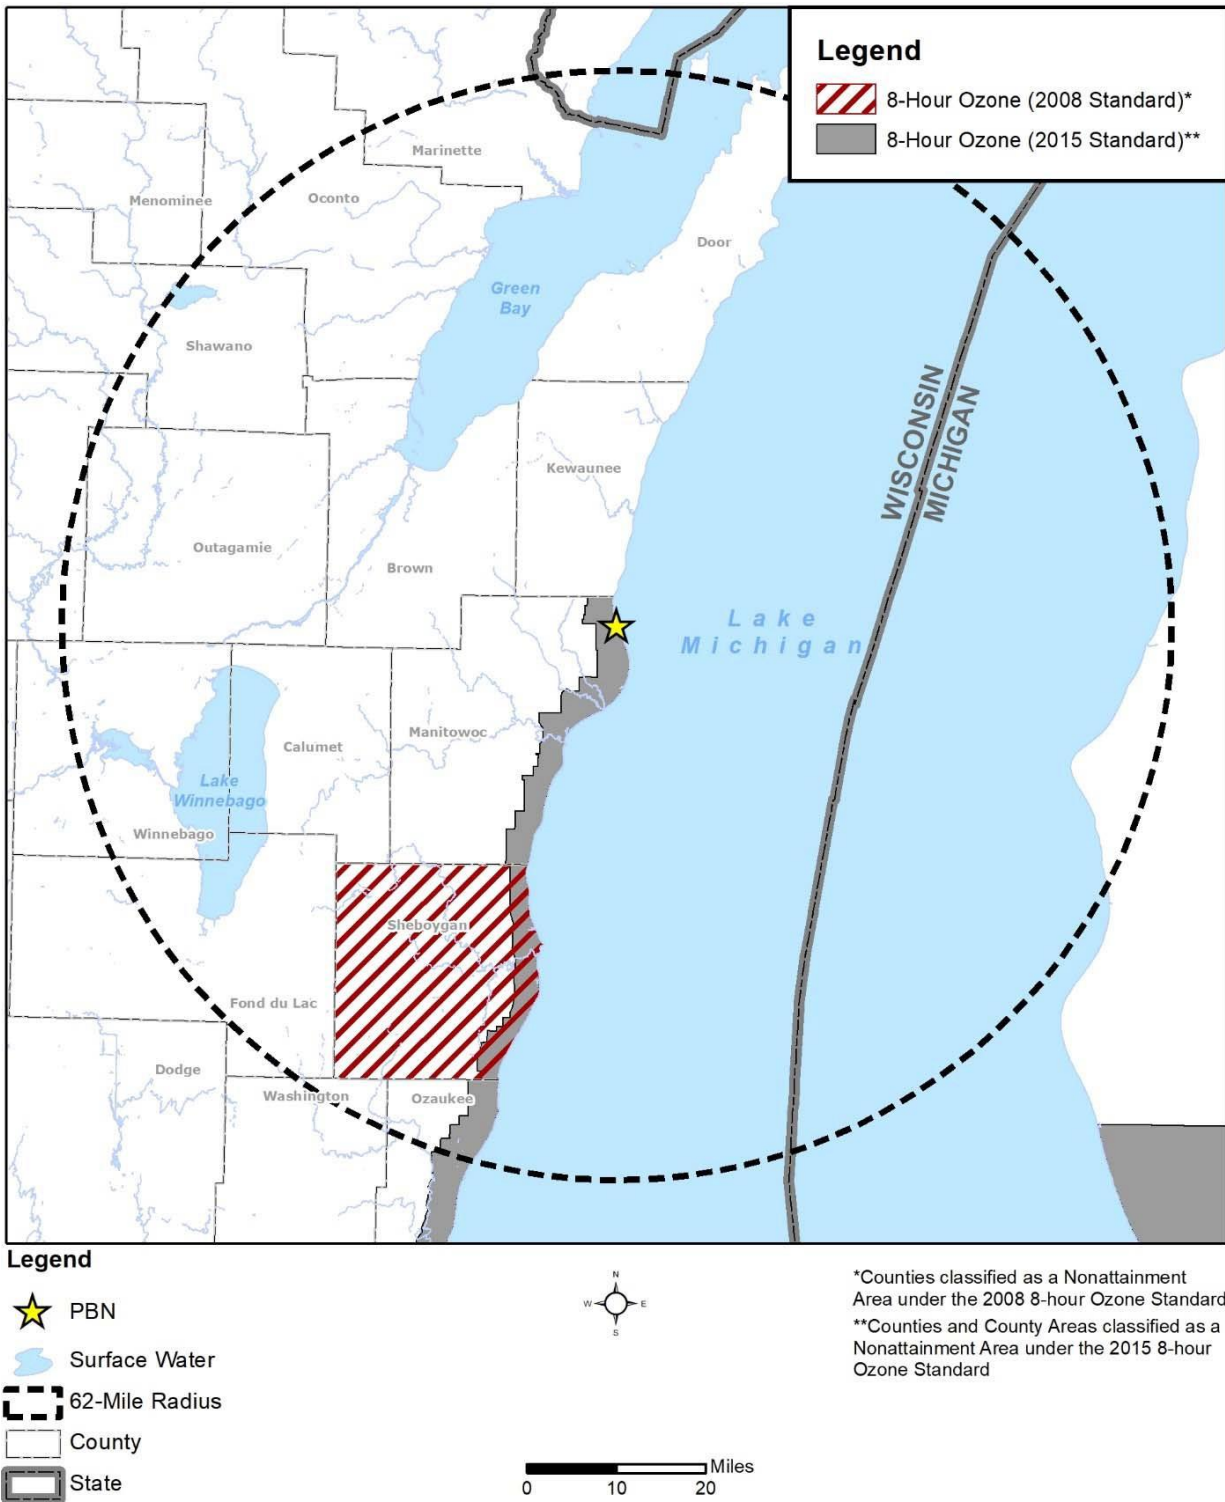 Legend
8-Hour Ozone (2008 Standard)*
8-Hour Ozone (2015 Standard)**
Marinette
Menominee
Oconto
Door
Green
Bay
Shawano
WISCONSIN
MICHIGAN
Kewaunee
Outagamie
Brown
Lake
Michigan
Manitowoc
Calumet
Lake
Winnebago
Winnebago
Sheboygan
Fond du Lac
Dodge
Washington
Ozaukee
Legend
PBN
Surface Water
62-Mile Radius
County
State
N
W
E
S
Miles
0
10
20
*Counties classified as a Nonattainment
Area under the 2008 8-hour Ozone Standard
**Counties and County Areas classified as a
Nonattainment Area under the 2015 8-hour
Ozone Standard